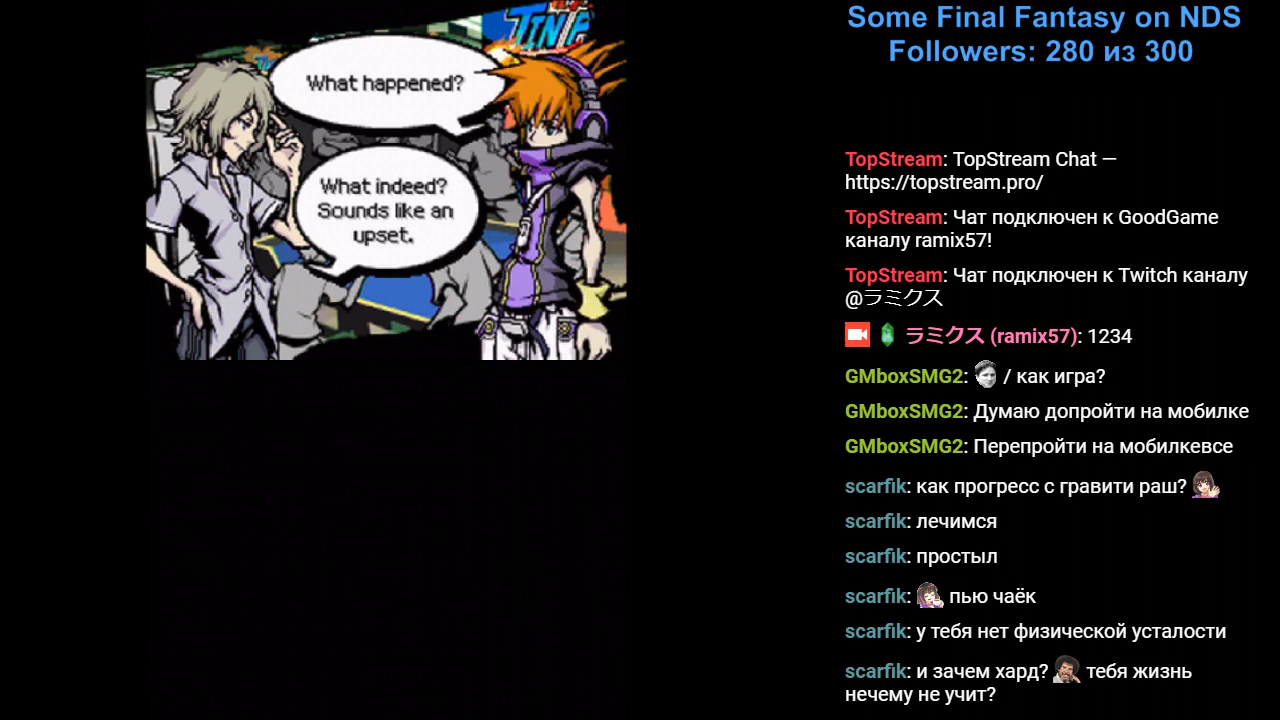 TIN
What happened?
What indeed?
Sounds like an
upset.
Some Final Fantasy on NDS
Followers: 280 из 300
TopStream: TopStream Chat —
https://topstream.pro/
TopStream: Чат подключен к GoodGame
каналу ramix57!
TopStream: Чат подключен к Twitch каналу
@ラミクス
ラミクス (ramix57): 1234
GMboxSMG2: / как игра?
GMboxSMG2: Думаю допройти на мобилке
GMboxSMG2: Перепройти на мобилкевсе
scarfik: как прогресс с гравити раш?
scarfik: лечимся
scarfik: простыл
scarfik: пью чаёк
scarfik: у тебя нет физической усталости
scarfik: и зачем хард? тебя жизнь
нечему не учит?